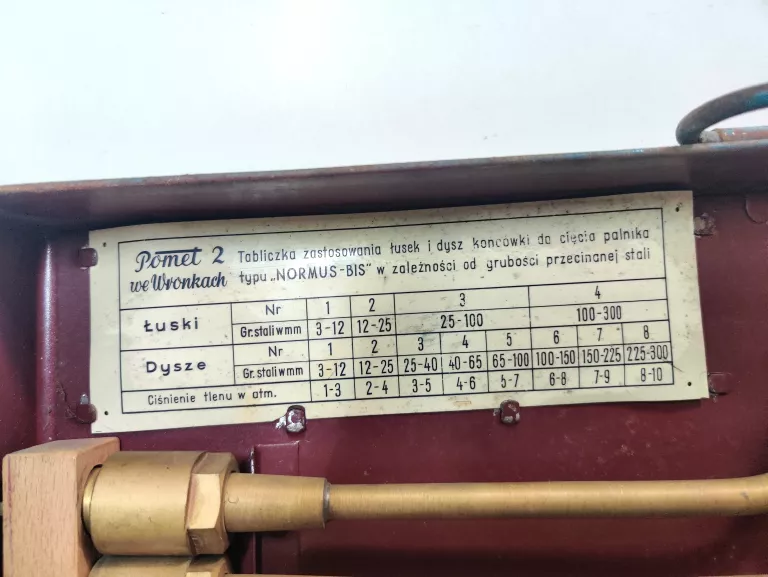 Pomet 2
we Wronkach
Tabliczka zastosowania łusek i dysz końcówki do cięcia palnika
typu „NORMUS-BIS" w zależności od grubości przecinanej stali
Łuski Nr 1 2 3 4
Gr.stali w mm 3-12 12-25 25-100 100-300
Dysze Nr 1 2 3 4 5 6 7 8
Gr.stali w mm 3-12 12-25 25-40 40-65 65-100 100-150 150-225 225-300
Ciśnienie tlenu w atm. 1-3 2-4 3-5 4-6 5-7 6-8 7-9 8-10